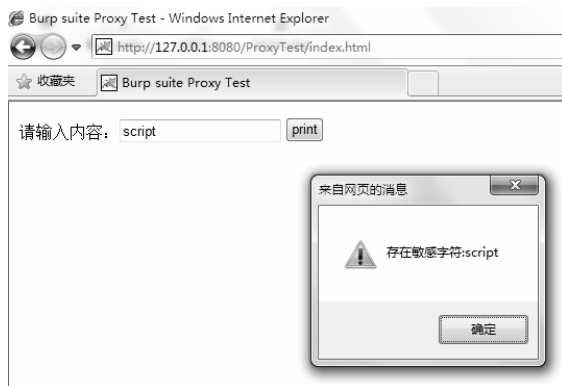 Burp suite Proxy Test - Windows Internet Explorer
http://127.0.0.1:8080/ProxyTest/index.html
收藏夹
Burp suite Proxy Test
请输入内容：script print
来自网页的消息
存在敏感字符:script
确定